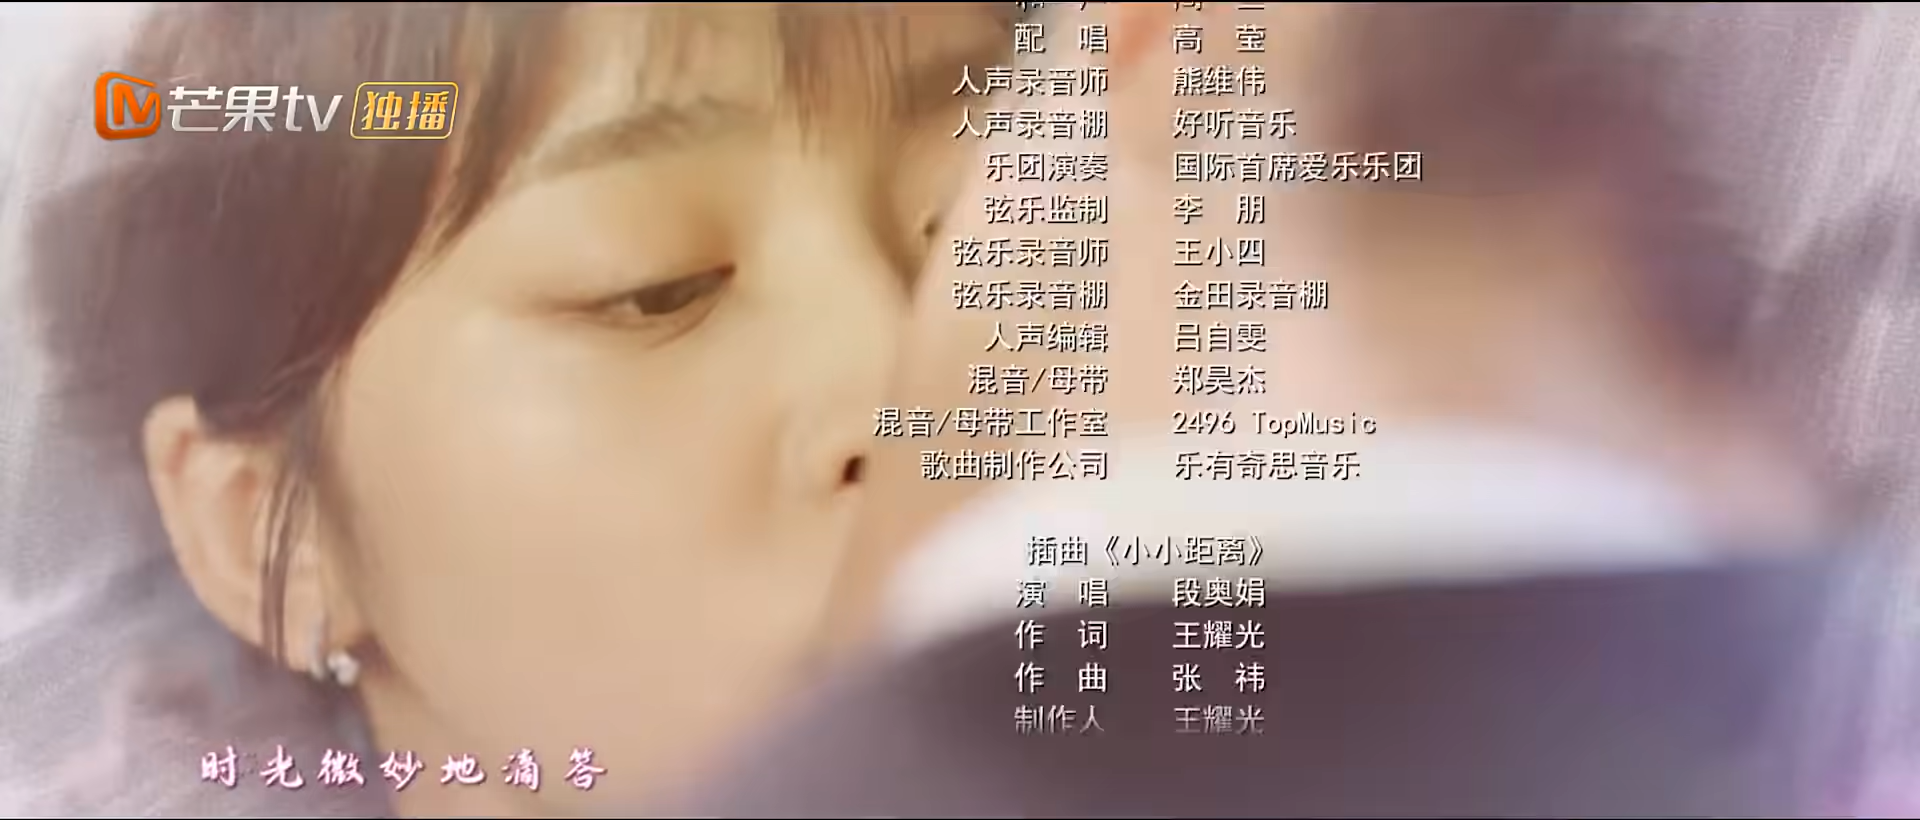 芒果tv 独播
配 唱 高 莹
人声录音师 熊维伟
人声录音棚 好听音乐
乐团演奏 国际首席爱乐乐团
弦乐监制 李 朋
弦乐录音师 王小四
弦乐录音棚 金田录音棚
人声编辑 吕自雯
混音/母带 郑昊杰
混音/母带工作室 2496 TopMusic
歌曲制作公司 乐有奇思音乐
插曲《小小距离》
演 唱 段奥娟
作 词 王耀光
作 曲 张 祎
制作人 王耀光
时光微妙地滴答